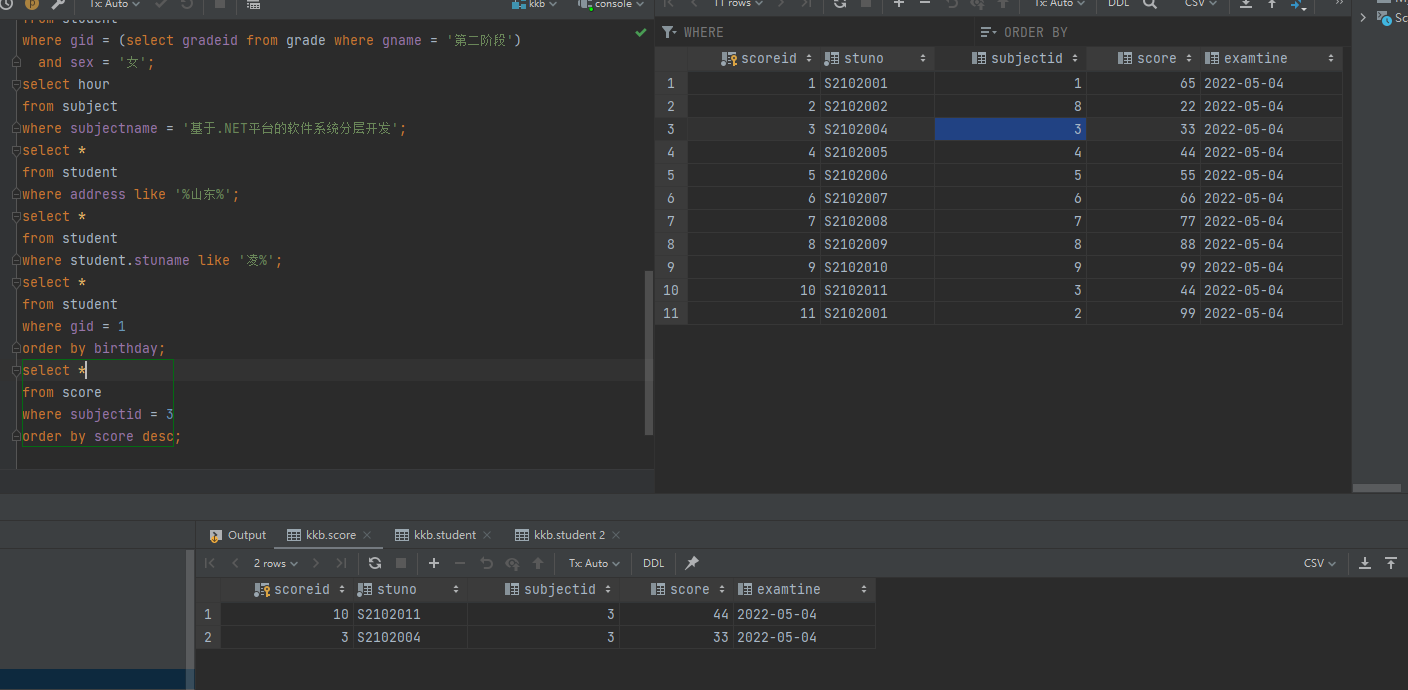 Tx: Auto
kkb
console
11 rows
Tx: Auto
DDL
CSV
from student
where gid = (select gradeid from grade where gname = '第二阶段')
and sex = '女';
select hour
from subject
where subjectname = '基于.NET平台的软件系统分层开发';
select *
from student
where address like '%山东%';
select *
from student
where student.stuname like '凌%';
select *
from student
where gid = 1
order by birthday;
select *
from score
where subjectid = 3
order by score desc;
WHERE
ORDER BY
scoreid stuno subjectid score examtine
1 1 S2102001 1 65 2022-05-04
2 2 S2102002 8 22 2022-05-04
3 3 S2102004 3 33 2022-05-04
4 4 S2102005 4 44 2022-05-04
5 5 S2102006 5 55 2022-05-04
6 6 S2102007 6 66 2022-05-04
7 7 S2102008 7 77 2022-05-04
8 8 S2102009 8 88 2022-05-04
9 9 S2102010 9 99 2022-05-04
10 10 S2102011 3 44 2022-05-04
11 11 S2102001 2 99 2022-05-04
Output kkb.score kkb.student kkb.student 2
2 rows Tx: Auto DDL CSV
scoreid stuno subjectid score examtine
1 10 S2102011 3 44 2022-05-04
2 3 S2102004 3 33 2022-05-04